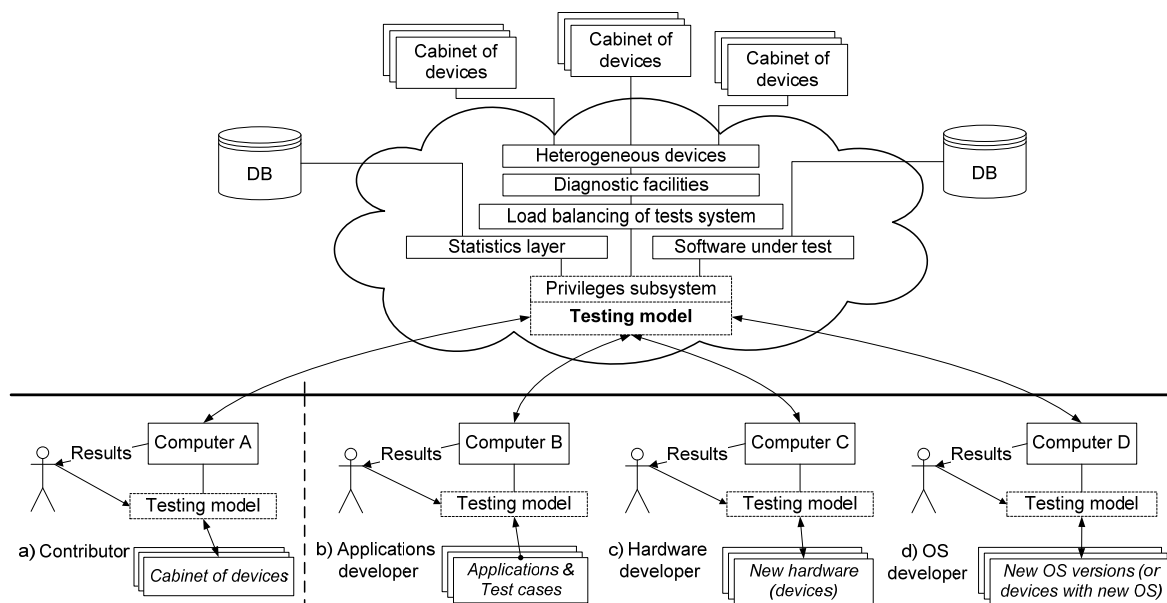 Cabinet of
devices
Cabinet of
devices
Cabinet of
devices
DB
DB
Heterogeneous devices
Diagnostic facilities
Load balancing of tests system
Statistics layer
Software under test
Privileges subsystem
Testing model
Computer A
Results
Testing model
a) Contributor
Cabinet of devices
Computer B
Results
Testing model
b) Applications
developer
Applications &
Test cases
Computer C
Results
Testing model
c) Hardware
developer
New hardware
(devices)
Computer D
Results
Testing model
d) OS
developer
New OS versions (or
devices with new OS)